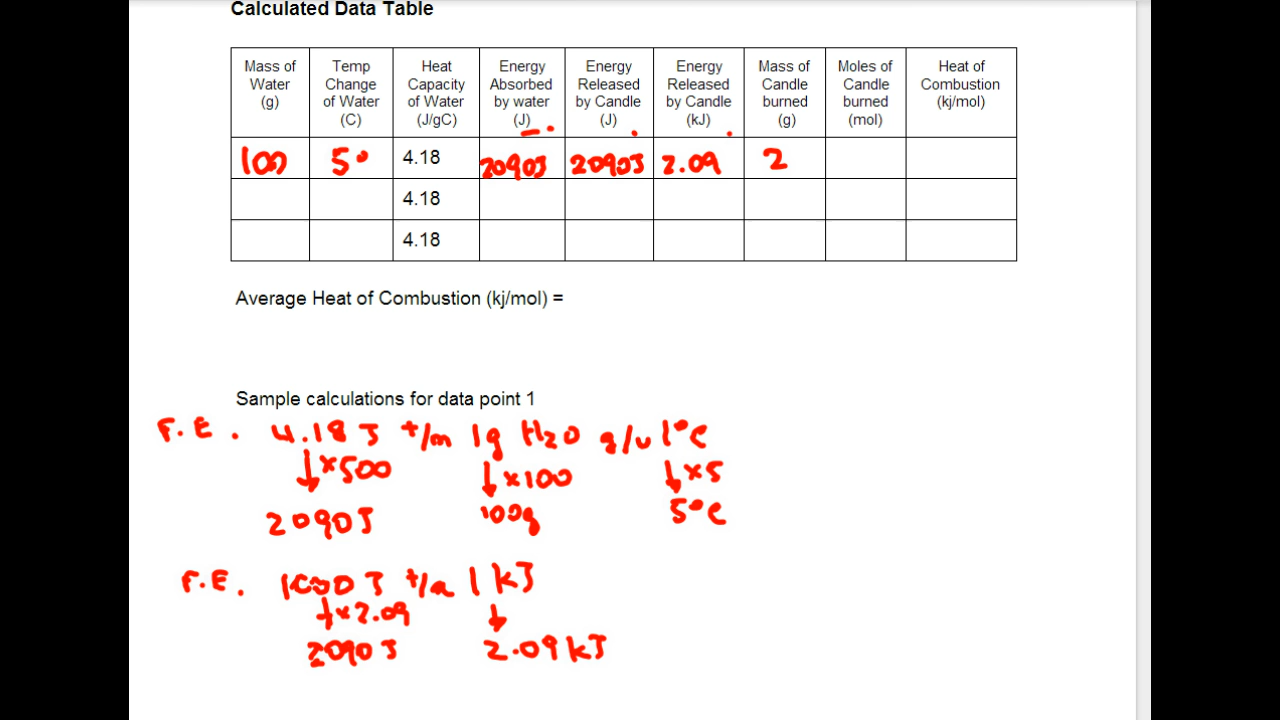 Calculated Data Table
Mass of Water (g) Temp Change of Water (C) Heat Capacity of Water (J/gC) Energy Absorbed by water (J) Energy Released by Candle (J) Energy Released by Candle (kJ) Mass of Candle burned (g) Moles of Candle burned (mol) Heat of Combustion (kj/mol)
100 5° 4.18 2090J 2090J 2.09 2
4.18
4.18
Average Heat of Combustion (kj/mol) =
Sample calculations for data point 1
F.E. 4.18 J 1g H2O 1°C
↓×500 ↓×100 ↓×5
2090J 100g 5°C
F.E. 1000 J 1 kJ
↓×2.09 ↓
2090J 2.09kJ